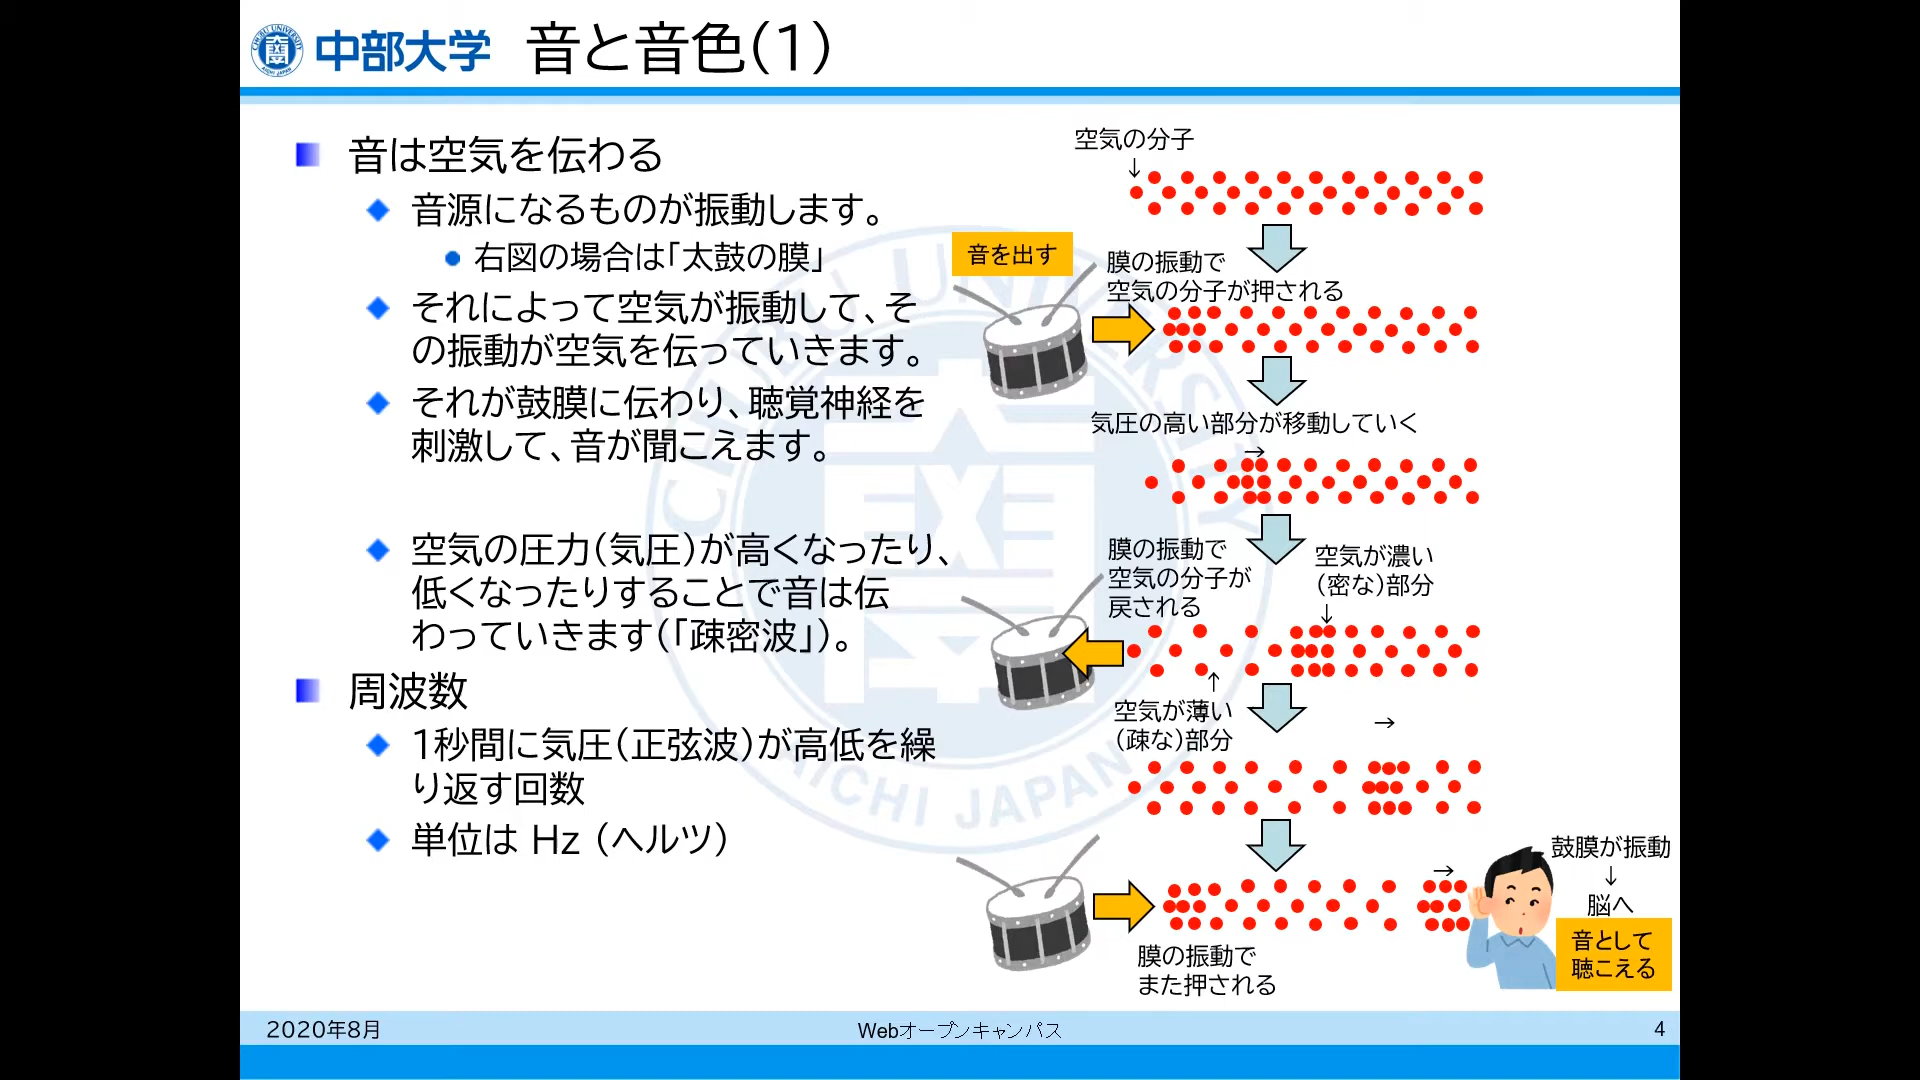 中部大学 音と音色(1)
音は空気を伝わる
音源になるものが振動します。
右図の場合は「太鼓の膜」
それによって空気が振動して、そ
の振動が空気を伝っていきます。
それが鼓膜に伝わり、聴覚神経を
刺激して、音が聞こえます。
空気の圧力(気圧)が高くなったり、
低くなったりすることで音は伝
わっていきます(「疎密波」)。
周波数
1秒間に気圧(正弦波)が高低を繰
り返す回数
単位は Hz (ヘルツ)
空気の分子
↓
音を出す
膜の振動で
空気の分子が押される
気圧の高い部分が移動していく
→
膜の振動で
空気の分子が
戻される
空気が濃い
(密な)部分
↓
↑
空気が薄い
(疎な)部分
→
→
膜の振動で
また押される
鼓膜が振動
↓
脳へ
音として
聴こえる
CHUBU UNIVERSITY
AICHI JAPAN
2020年8月
Webオープンキャンパス
4